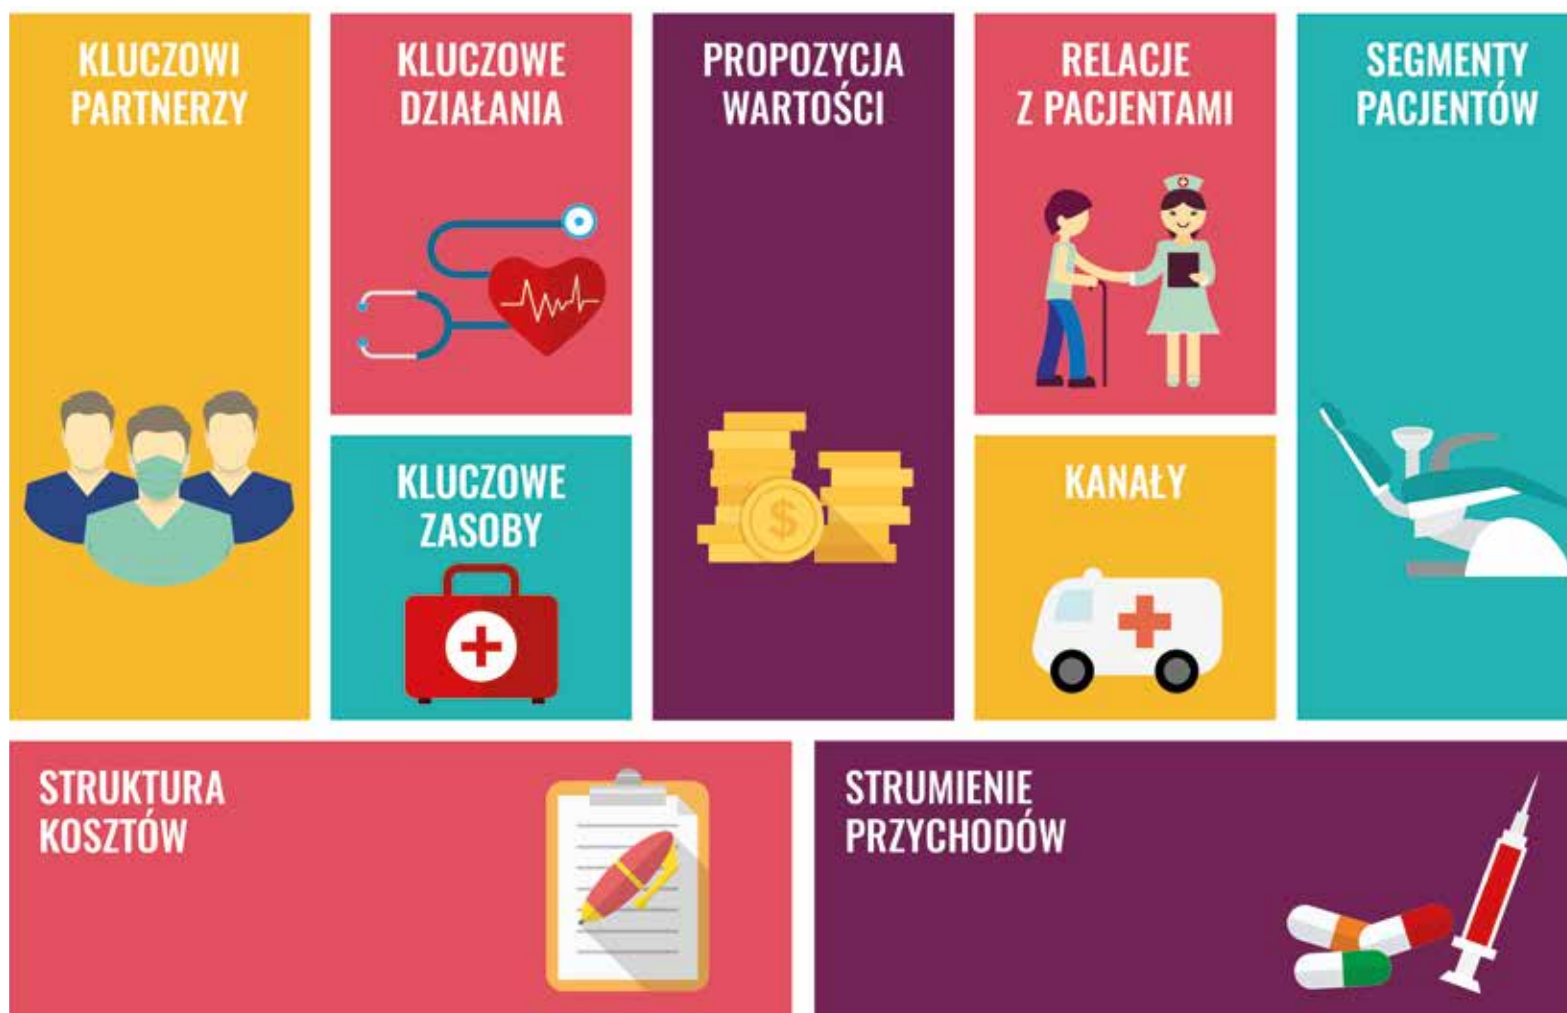 KLUCZOWI
PARTNERZY
KLUCZOWE
DZIAŁANIA
KLUCZOWE
ZASOBY
PROPOZYCJA
WARTOŚCI
RELACJE
Z PACJENTAMI
KANAŁY
SEGMENTY
PACJENTÓW
STRUKTURA
KOSZTÓW
STRUMIENIE
PRZYCHODÓW
$